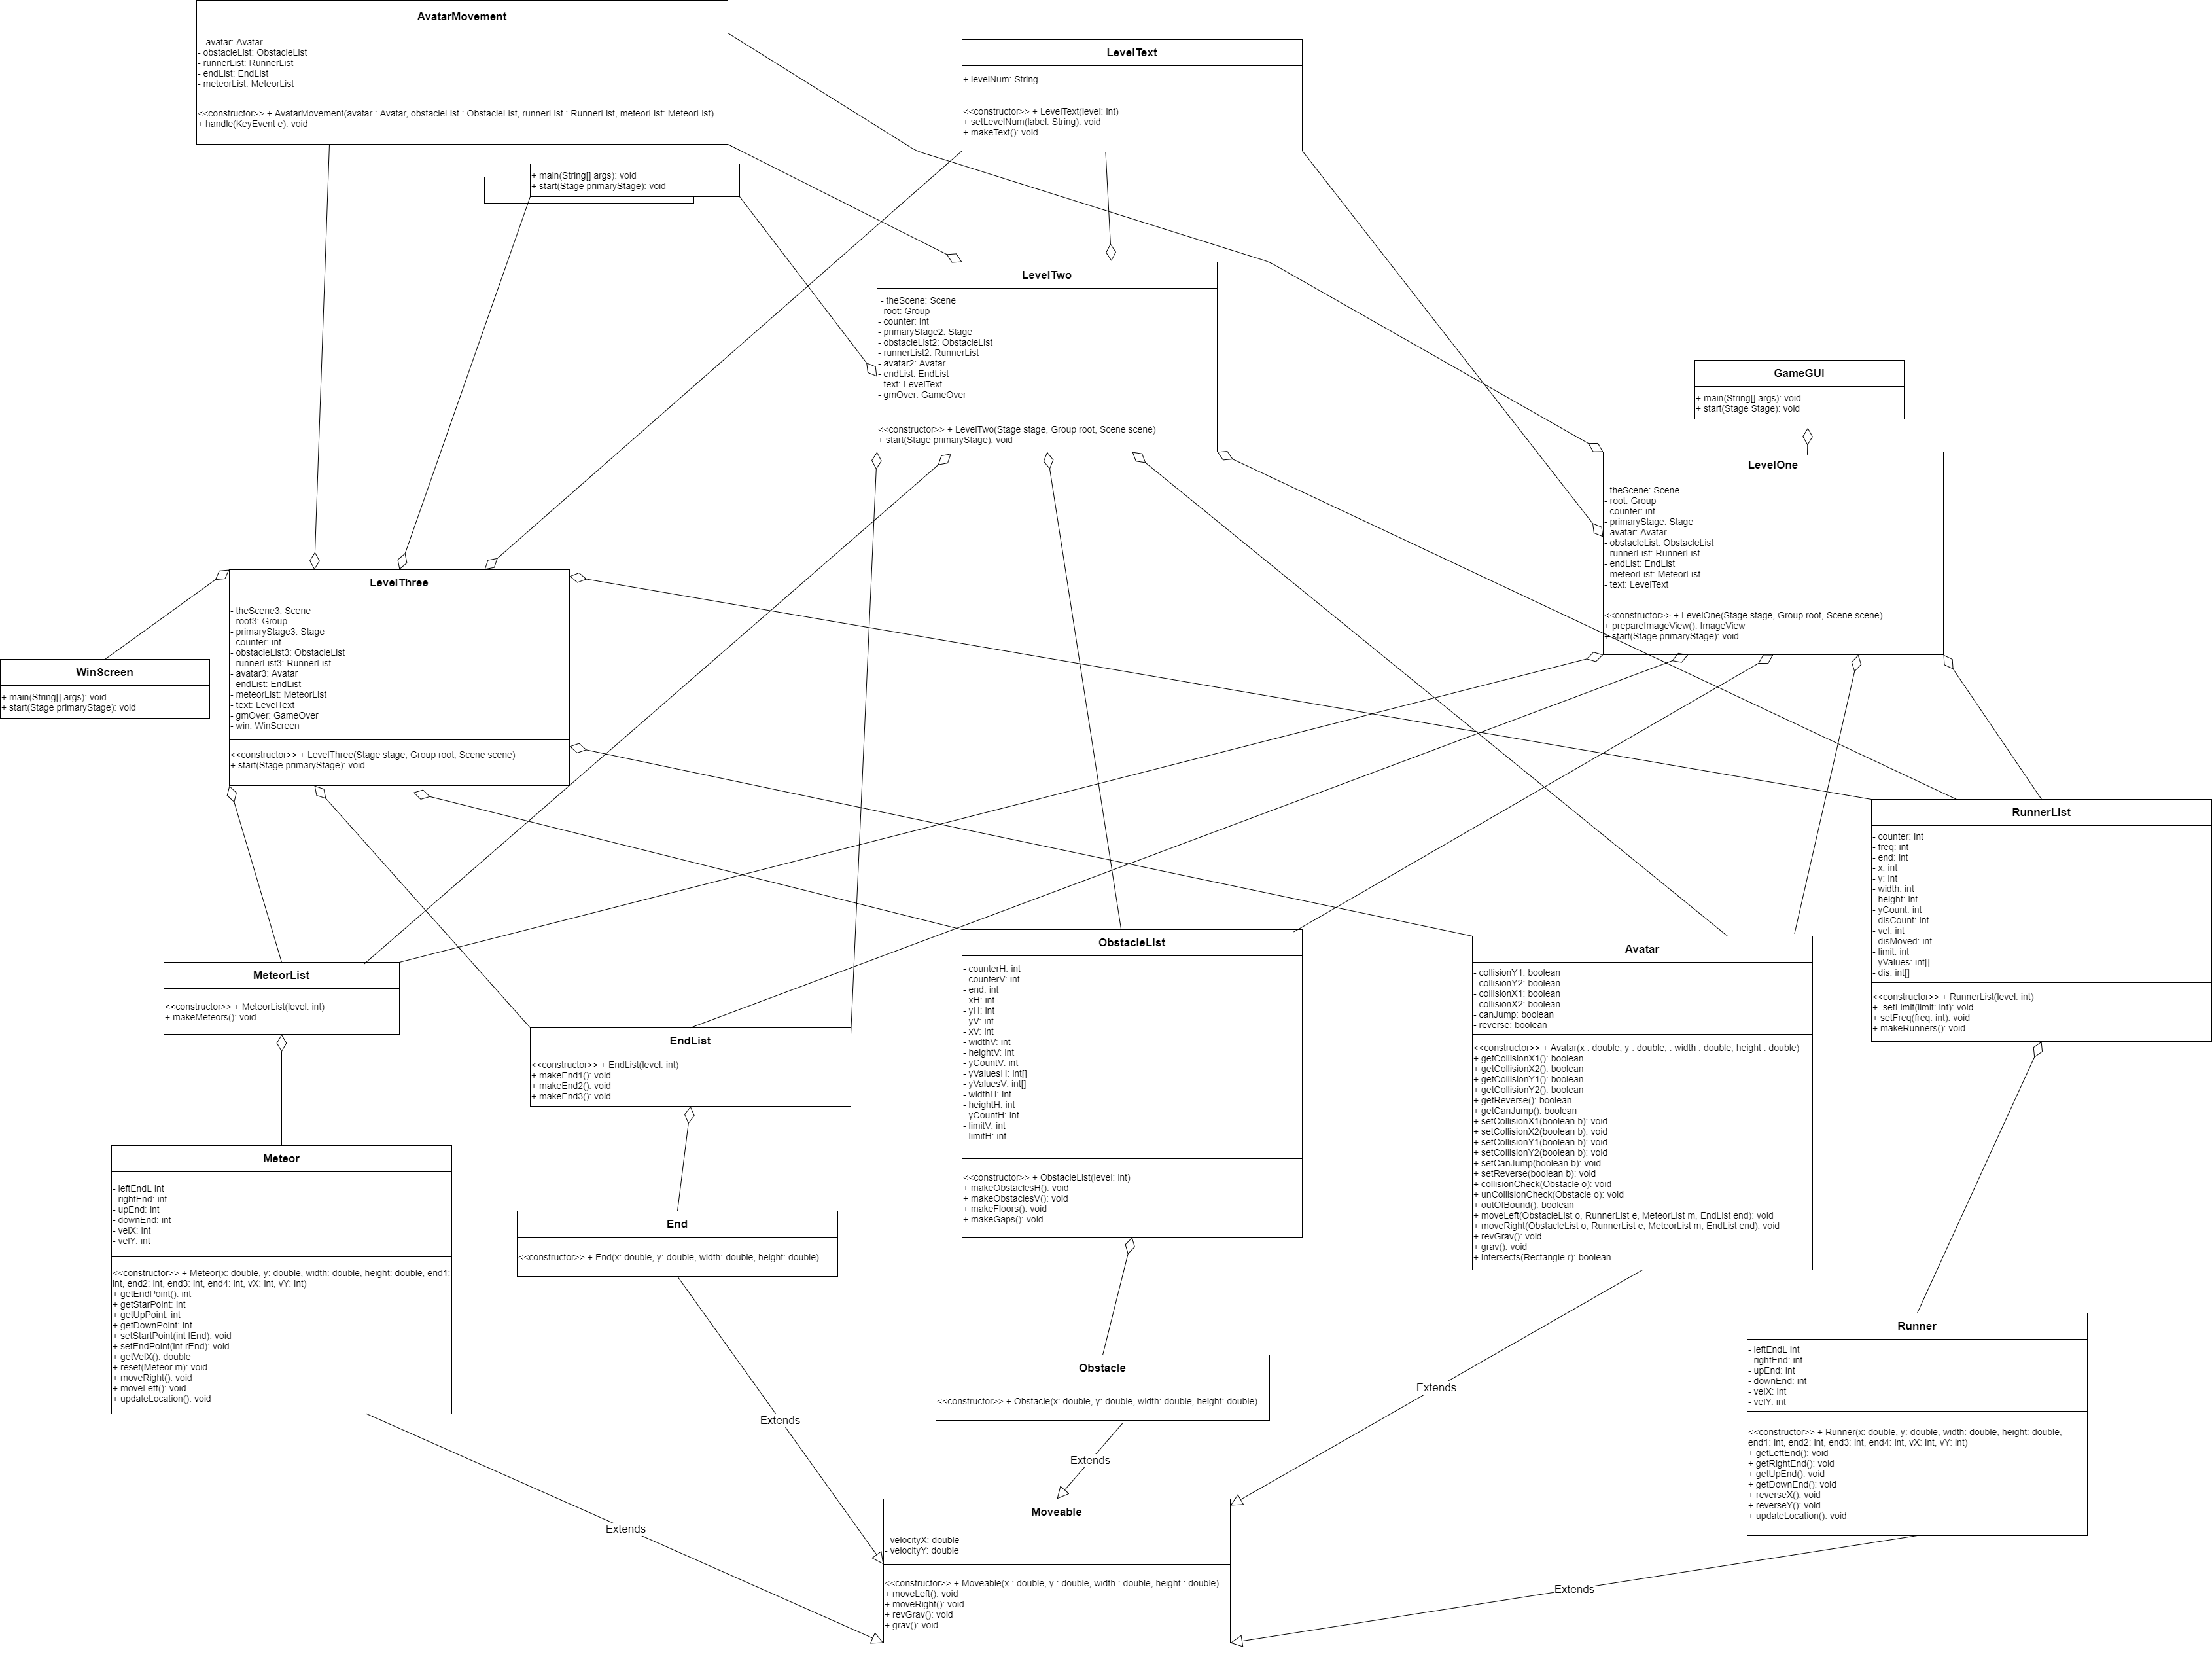 AvatarMovement
-  avatar: Avatar
- obstacleList: ObstacleList
- runnerList: RunnerList
- endList: EndList
- meteorList: MeteorList
<<constructor>> + AvatarMovement(avatar : Avatar, obstacleList : ObstacleList, runnerList : RunnerList, meteorList: MeteorList)
+ handle(KeyEvent e): void
LevelText
+ levelNum: String
<<constructor>> + LevelText(level: int)
+ setLevelNum(label: String): void
+ makeText(): void
+ main(String[] args): void
+ start(Stage primaryStage): void
LevelTwo
- theScene: Scene
- root: Group
- counter: int
- primaryStage2: Stage
- obstacleList2: ObstacleList
- runnerList2: RunnerList
- avatar2: Avatar
- endList: EndList
- text: LevelText
- gmOver: GameOver
<<constructor>> + LevelTwo(Stage stage, Group root, Scene scene)
+ start(Stage primaryStage): void
GameGUI
+ main(String[] args): void
+ start(Stage Stage): void
LevelOne
- theScene: Scene
- root: Group
- counter: int
- primaryStage: Stage
- avatar: Avatar
- obstacleList: ObstacleList
- runnerList: RunnerList
- endList: EndList
- meteorList: MeteorList
- text: LevelText
<<constructor>> + LevelOne(Stage stage, Group root, Scene scene)
+ prepareImageView(): ImageView
+ start(Stage primaryStage): void
LevelThree
- theScene3: Scene
- root3: Group
- primaryStage3: Stage
- counter: int
- obstacleList3: ObstacleList
- runnerList3: RunnerList
- avatar3: Avatar
- endList: EndList
- meteorList: MeteorList
- text: LevelText
- gmOver: GameOver
- win: WinScreen
<<constructor>> + LevelThree(Stage stage, Group root, Scene scene)
+ start(Stage primaryStage): void
WinScreen
+ main(String[] args): void
+ start(Stage primaryStage): void
RunnerList
- counter: int
- freq: int
- end: int
- x: int
- y: int
- width: int
- height: int
- yCount: int
- disCount: int
- vel: int
- disMoved: int
- limit: int
- yValues: int[]
- dis: int[]
<<constructor>> + RunnerList(level: int)
+  setLimit(limit: int): void
+ setFreq(freq: int): void
+ makeRunners(): void
MeteorList
<<constructor>> + MeteorList(level: int)
+ makeMeteors(): void
EndList
<<constructor>> + EndList(level: int)
+ makeEnd1(): void
+ makeEnd2(): void
+ makeEnd3(): void
ObstacleList
- counterH: int
- counterV: int
- end: int
- xH: int
- yH: int
- yV: int
- xV: int
- widthV: int
- heightV: int
- yCountV: int
- yValuesH: int[]
- yValuesV: int[]
- widthH: int
- heightH: int
- yCountH: int
- limitV: int
- limitH: int
<<constructor>> + ObstacleList(level: int)
+ makeObstaclesH(): void
+ makeObstaclesV(): void
+ makeFloors(): void
+ makeGaps(): void
Avatar
- collisionY1: boolean
- collisionY2: boolean
- collisionX1: boolean
- collisionX2: boolean
- canJump: boolean
- reverse: boolean
<<constructor>> + Avatar(x : double, y : double, : width : double, height : double)
+ getCollisionX1(): boolean
+ getCollisionX2(): boolean
+ getCollisionY1(): boolean
+ getCollisionY2(): boolean
+ getReverse(): boolean
+ getCanJump(): boolean
+ setCollisionX1(boolean b): void
+ setCollisionX2(boolean b): void
+ setCollisionY1(boolean b): void
+ setCollisionY2(boolean b): void
+ setCanJump(boolean b): void
+ setReverse(boolean b): void
+ collisionCheck(Obstacle o): void
+ unCollisionCheck(Obstacle o): void
+ outOfBound(): boolean
+ moveLeft(ObstacleList o, RunnerList e, MeteorList m, EndList end): void
+ moveRight(ObstacleList o, RunnerList e, MeteorList m, EndList end): void
+ revGrav(): void
+ grav(): void
+ intersects(Rectangle r): boolean
Meteor
- leftEndL int
- rightEnd: int
- upEnd: int
- downEnd: int
- velX: int
- velY: int
<<constructor>> + Meteor(x: double, y: double, width: double, height: double, end1:
int, end2: int, end3: int, end4: int, vX: int, vY: int)
+ getEndPoint(): int
+ getStarPoint: int
+ getUpPoint: int
+ getDownPoint: int
+ setStartPoint(int lEnd): void
+ setEndPoint(int rEnd): void
+ getVelX(): double
+ reset(Meteor m): void
+ moveRight(): void
+ moveLeft(): void
+ updateLocation(): void
End
<<constructor>> + End(x: double, y: double, width: double, height: double)
Obstacle
<<constructor>> + Obstacle(x: double, y: double, width: double, height: double)
Runner
- leftEndL int
- rightEnd: int
- upEnd: int
- downEnd: int
- velX: int
- velY: int
<<constructor>> + Runner(x: double, y: double, width: double, height: double,
end1: int, end2: int, end3: int, end4: int, vX: int, vY: int)
+ getLeftEnd(): void
+ getRightEnd(): void
+ getUpEnd(): void
+ getDownEnd(): void
+ reverseX(): void
+ reverseY(): void
+ updateLocation(): void
Extends
Extends
Extends
Extends
Extends
Moveable
- velocityX: double
- velocityY: double
<<constructor>> + Moveable(x : double, y : double, width : double, height : double)
+ moveLeft(): void
+ moveRight(): void
+ revGrav(): void
+ grav(): void